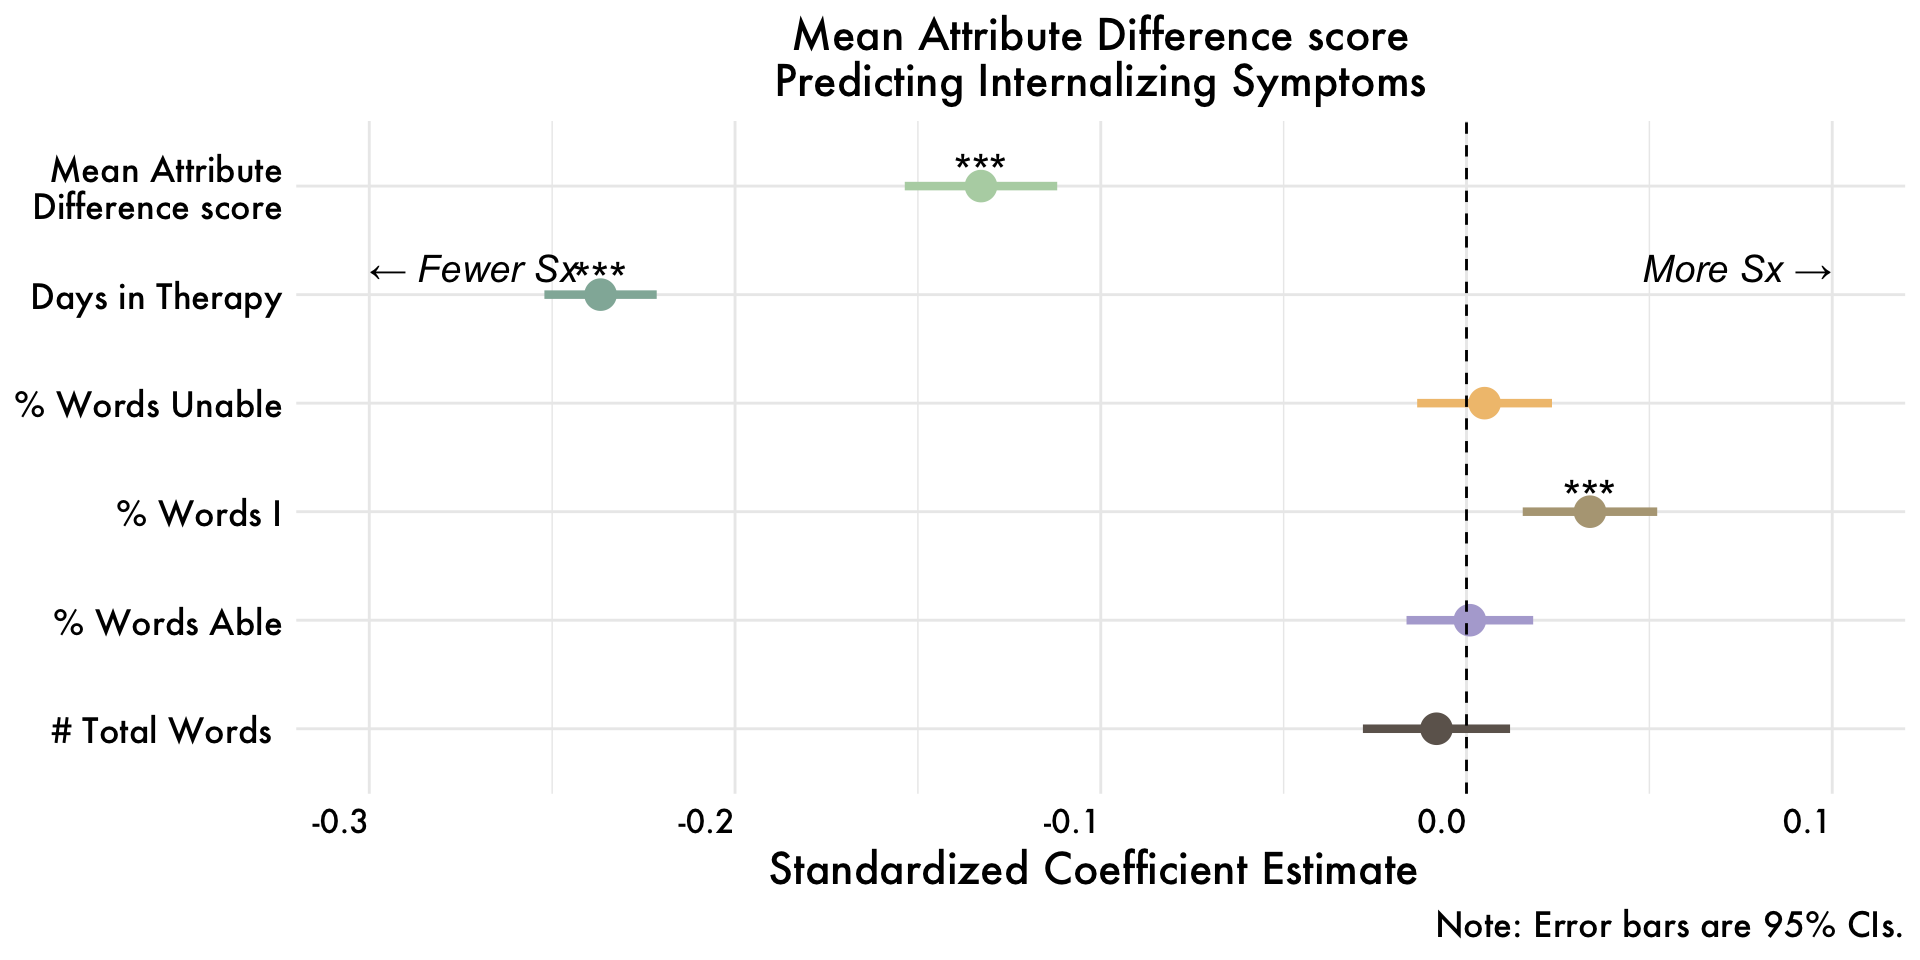 Mean Attribute Difference score
Predicting Internalizing Symptoms
Mean Attribute
Difference score
***
← Fewer Sx
***
More Sx →
Days in Therapy
% Words Unable
% Words I
***
% Words Able
# Total Words
-0.3
-0.2
-0.1
0.0
0.1
Standardized Coefficient Estimate
Note: Error bars are 95% CIs.